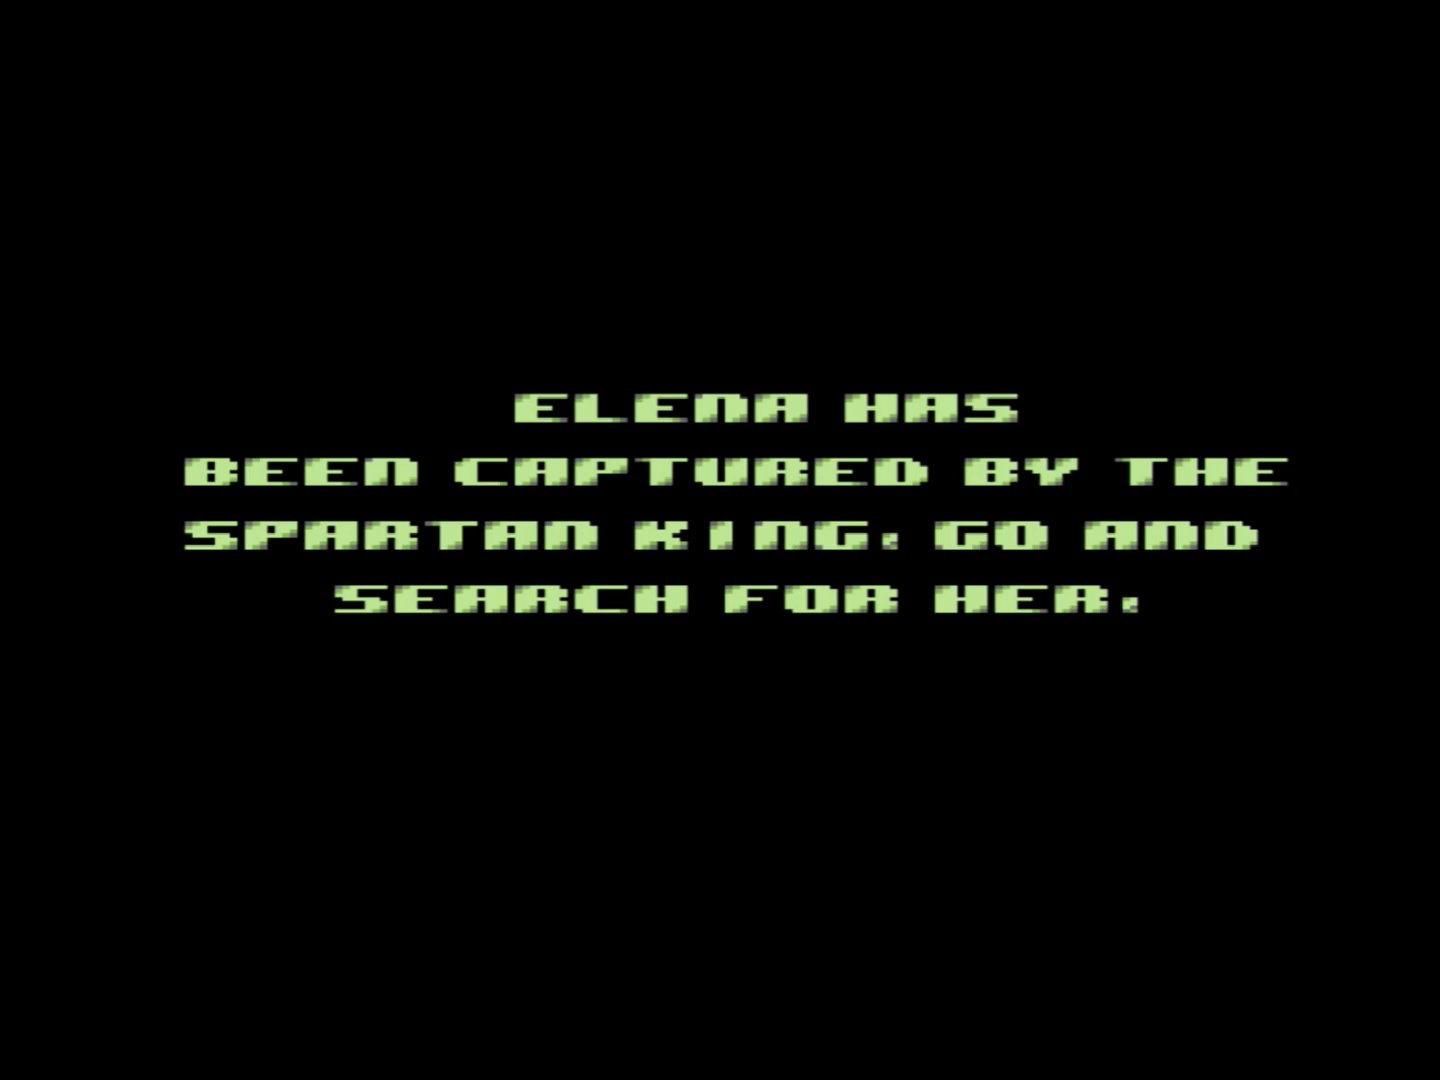 ELENA HAS
BEEN CAPTURED BY THE
SPARTAN KING. GO AND
SEARCH FOR HER.